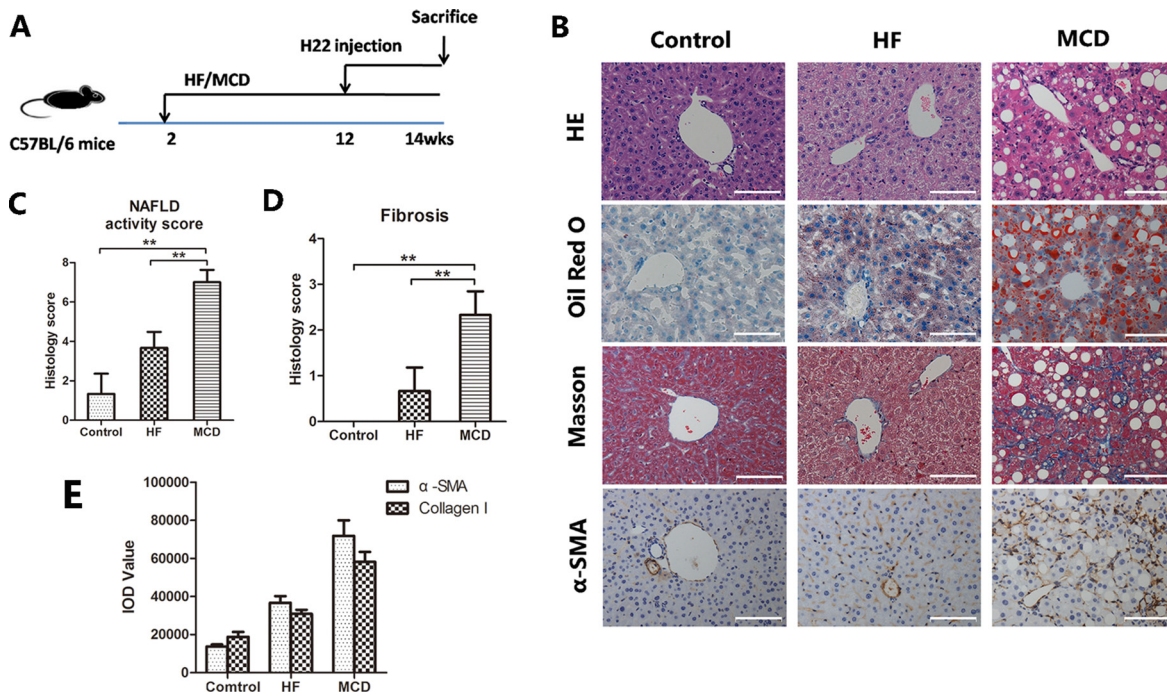 A
Sacrifice
H22 injection
HF/MCD
C57BL/6 mice
2
12
14wks
B
Control
HF
MCD
HE
Oil Red O
Masson
α-SMA
C
NAFLD
activity score
**
**
Histology score
8
6
4
2
0
Control
HF
MCD
D
Fibrosis
**
**
Histology score
4
3
2
1
0
Control
HF
MCD
E
α-SMA
Collagen I
IOD Value
100000
80000
60000
40000
20000
0
Comtrol
HF
MCD